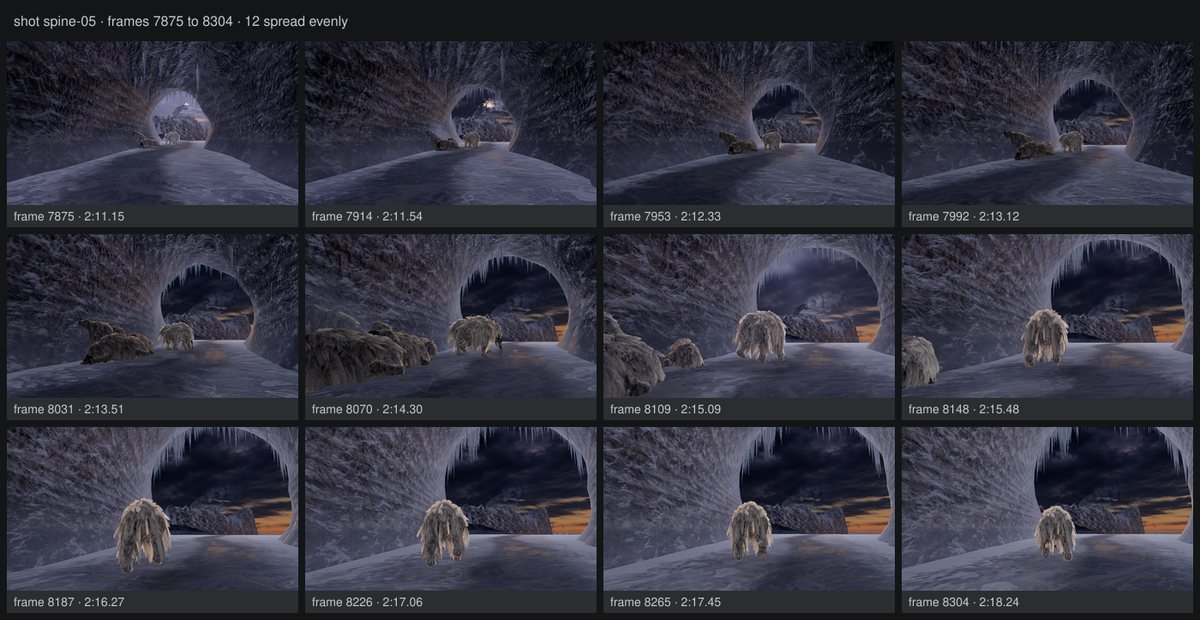 shot spine-05 · frames 7875 to 8304 · 12 spread evenly
frame 7875 · 2:11.15
frame 7914 · 2:11.54
frame 7953 · 2:12.33
frame 7992 · 2:13.12
frame 8031 · 2:13.51
frame 8070 · 2:14.30
frame 8109 · 2:15.09
frame 8148 · 2:15.48
frame 8187 · 2:16.27
frame 8226 · 2:17.06
frame 8265 · 2:17.45
frame 8304 · 2:18.24